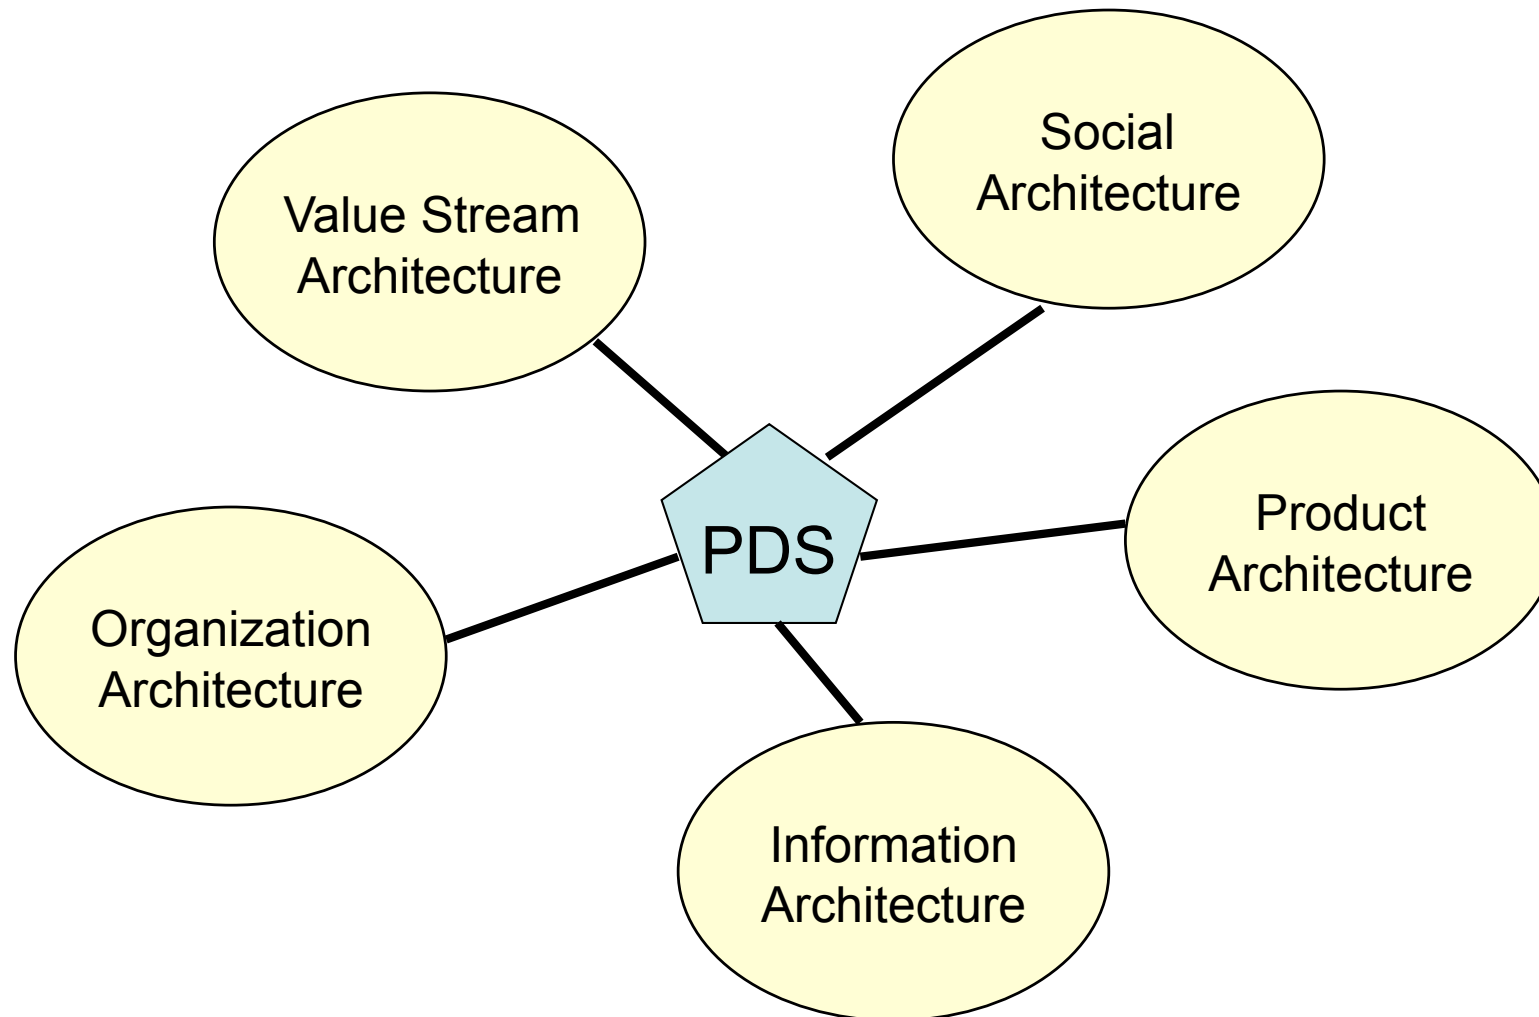 Social
Architecture
Value Stream
Architecture
Product
Architecture
PDS
Organization
Architecture
Information
Architecture